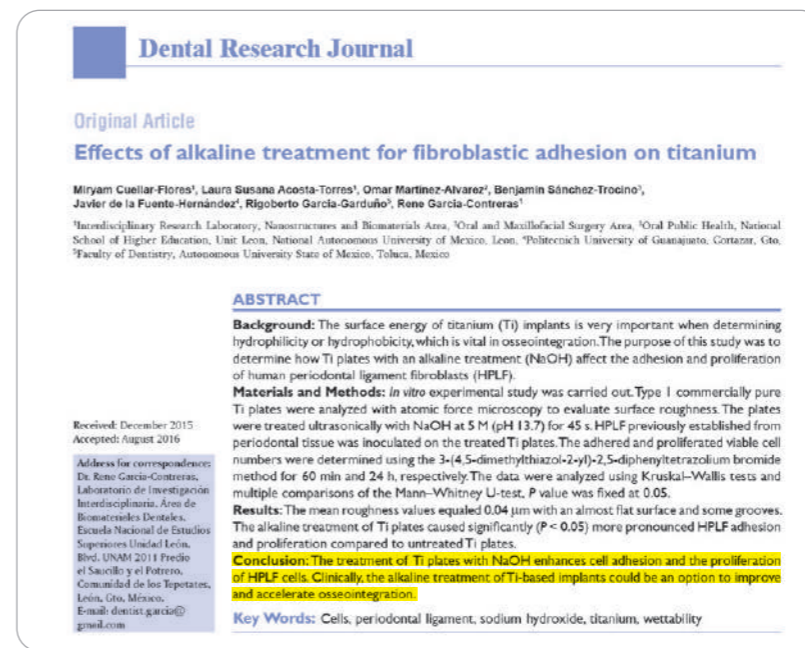 Dental Research Journal
Original Article
Effects of alkaline treatment for fibroblastic adhesion on titanium
Miryam Cuellar-Flores¹, Laura Susana Acosta-Torres¹, Omar Martínez-Alvarez², Benjamín Sánchez-Trocino³,
Javier de la Fuente-Hernández⁴, Rigoberto García-Garduño⁵, Rene Garcia-Contreras¹
¹Interdisciplinary Research Laboratory, Nanostructures and Biomaterials Area, ²Oral and Maxillofacial Surgery Area, ³Oral Public Health, National
School of Higher Education, Unit Leon, National Autonomous University of Mexico, Leon, ⁴Politecnich University of Guanajuato, Cortazar, Gto,
⁵Faculty of Dentistry, Autonomous University State of Mexico, Toluca, Mexico
ABSTRACT
Background: The surface energy of titanium (Ti) implants is very important when determining
hydrophilicity or hydrophobicity, which is vital in osseointegration. The purpose of this study was to
determine how Ti plates with an alkaline treatment (NaOH) affect the adhesion and proliferation
of human periodontal ligament fibroblasts (HPLF).
Materials and Methods: In vitro experimental study was carried out. Type 1 commercially pure
Ti plates were analyzed with atomic force microscopy to evaluate surface roughness. The plates
were treated ultrasonically with NaOH at 5 M (pH 13.7) for 45 s. HPLF previously established from
periodontal tissue was inoculated on the treated Ti plates. The adhered and proliferated viable cell
numbers were determined using the 3-(4,5-dimethylthiazol-2-yl)-2,5-diphenyltetrazolium bromide
method for 60 min and 24 h, respectively. The data were analyzed using Kruskal–Wallis tests and
multiple comparisons of the Mann–Whitney U-test, P value was fixed at 0.05.
Results: The mean roughness values equaled 0.04 μm with an almost flat surface and some grooves.
The alkaline treatment of Ti plates caused significantly (P < 0.05) more pronounced HPLF adhesion
and proliferation compared to untreated Ti plates.
Conclusion: The treatment of Ti plates with NaOH enhances cell adhesion and the proliferation
of HPLF cells. Clinically, the alkaline treatment of Ti-based implants could be an option to improve
and accelerate osseointegration.
Key Words: Cells, periodontal ligament, sodium hydroxide, titanium, wettability
Received: December 2015
Accepted: August 2016
Address for correspondence:
Dr. Rene Garcia-Contreras,
Laboratorio de Investigación
Interdisciplinaria, Área de
Biomateriales Dentales,
Escuela Nacional de Estudios
Superiores Unidad León,
Blvd. UNAM 2011 Predio
el Saucillo y el Potrero,
Comunidad de los Tepetates,
León, Gto, México.
E-mail: dentist.garcia@
gmail.com